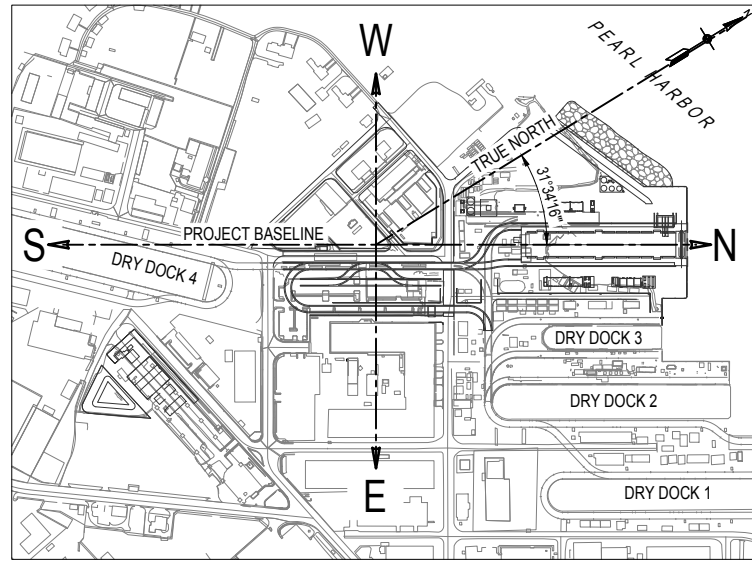 N
W
PEARL HARBOR
TRUE NORTH
31°34'16"
PROJECT BASELINE
S
N
DRY DOCK 4
DRY DOCK 3
DRY DOCK 2
DRY DOCK 1
E